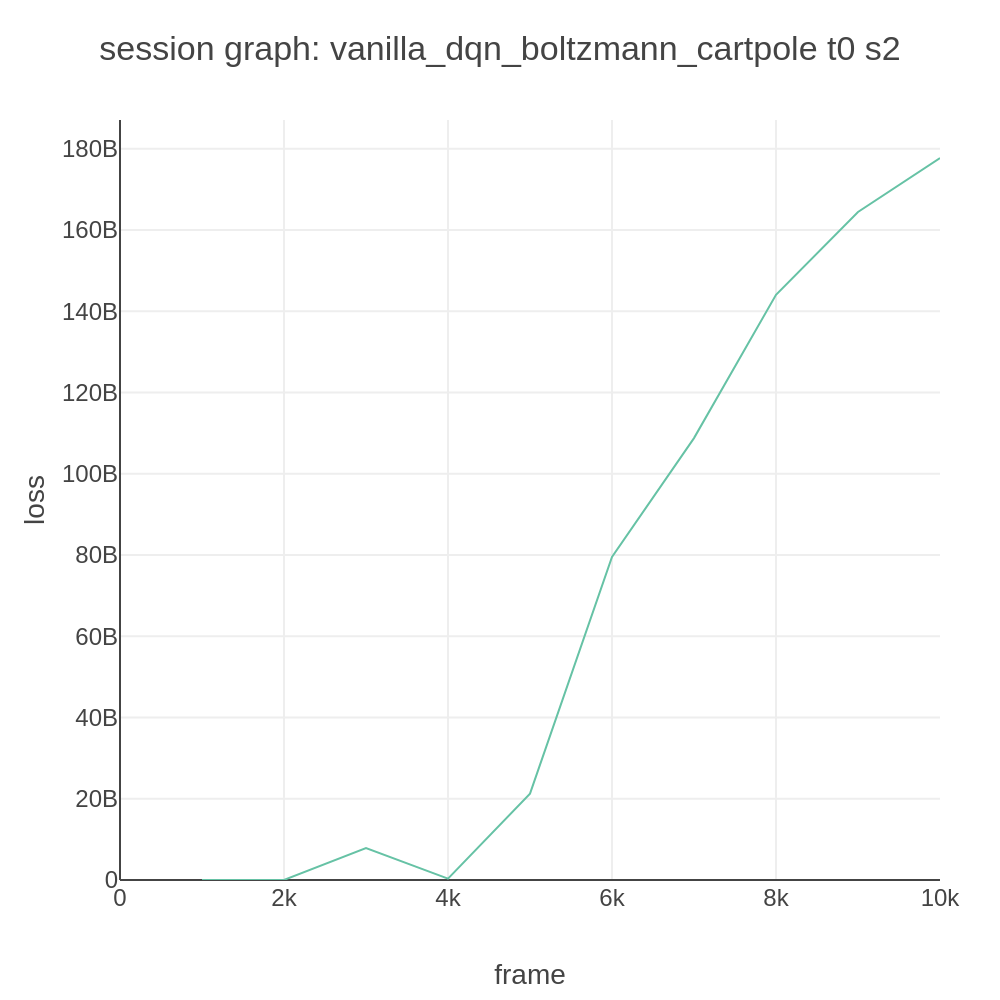 session graph: vanilla_dqn_boltzmann_cartpole t0 s2
180B
160B
140B
120B
100B
80B
60B
40B
20B
0
0 2k 4k 6k 8k 10k
loss
frame